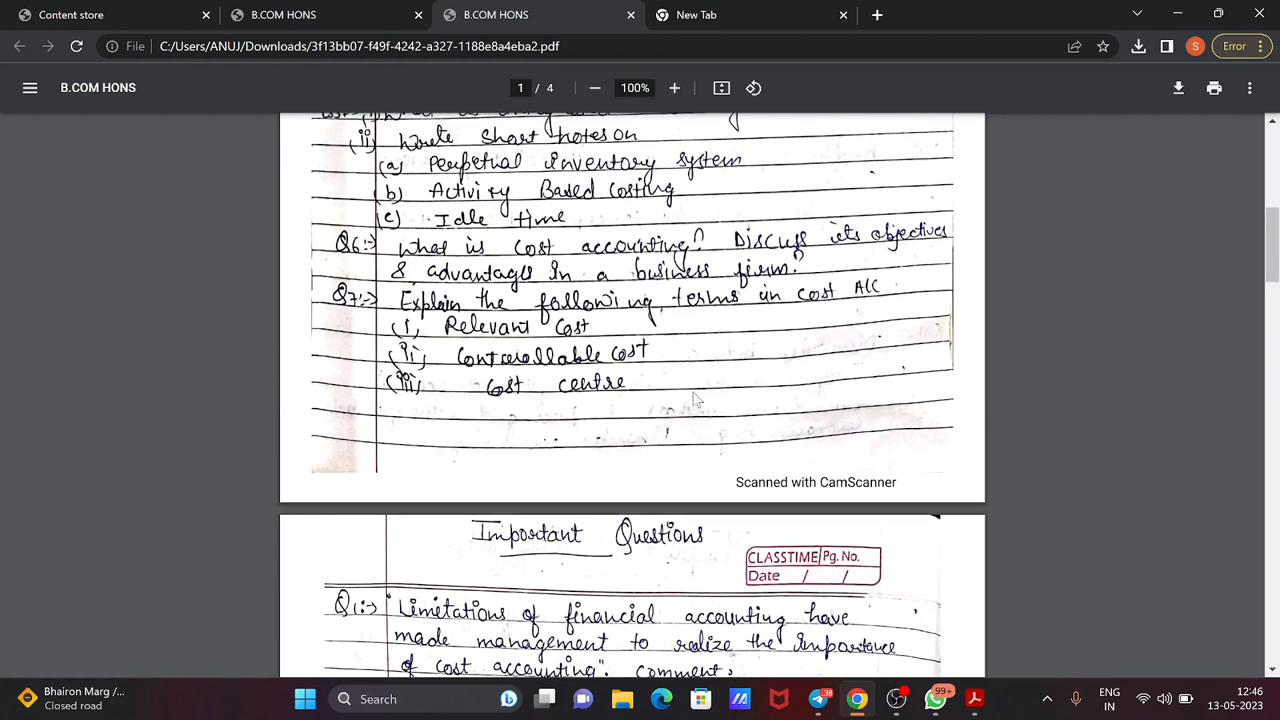 Content store
B.COM HONS
B.COM HONS
New Tab
File C:/Users/ANUJ/Downloads/3f13bb07-f49f-4242-a327-1188e8a4eba2.pdf
S
Error
B.COM HONS
1 / 4
100%
(ii) Write short notes on
(a) Perpetual inventory system
b) Activity Based costing
(c) Idle time
Q6:-) What is cost accounting? Discuss its objectives
& advantages In a business firm?
Q7:-) Explain the following terms in cost A/C
(i) Relevant Cost
(ii) Controllable cost
(iii) Cost centre
Scanned with CamScanner
Important Questions
CLASSTIME Pg. No.
Date / /
Q1:-) "Limitations of financial accounting have
made management to realize the Importance
of cost accounting". comment.
Bhairon Marg /...
Closed road
Search
38
99+
ENG
IN
12:46
13-05-2023